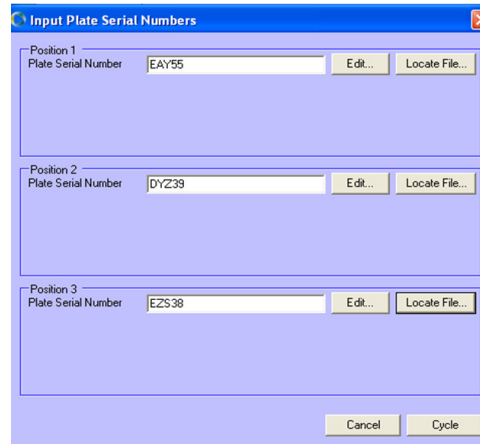 Input Plate Serial Numbers
Position 1
Plate Serial Number EAY55 Edit... Locate File...
Position 2
Plate Serial Number DYZ39 Edit... Locate File...
Position 3
Plate Serial Number EZS38 Edit... Locate File...
Cancel Cycle